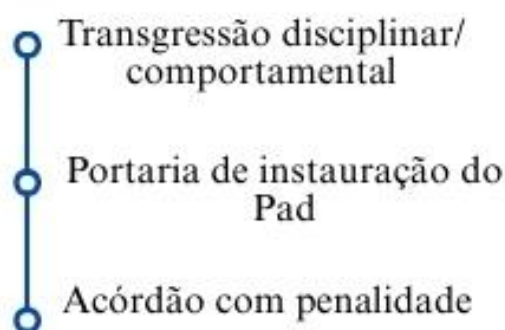 Transgressão disciplinar/
comportamental
Portaria de instauração do
Pad
Acórdão com penalidade